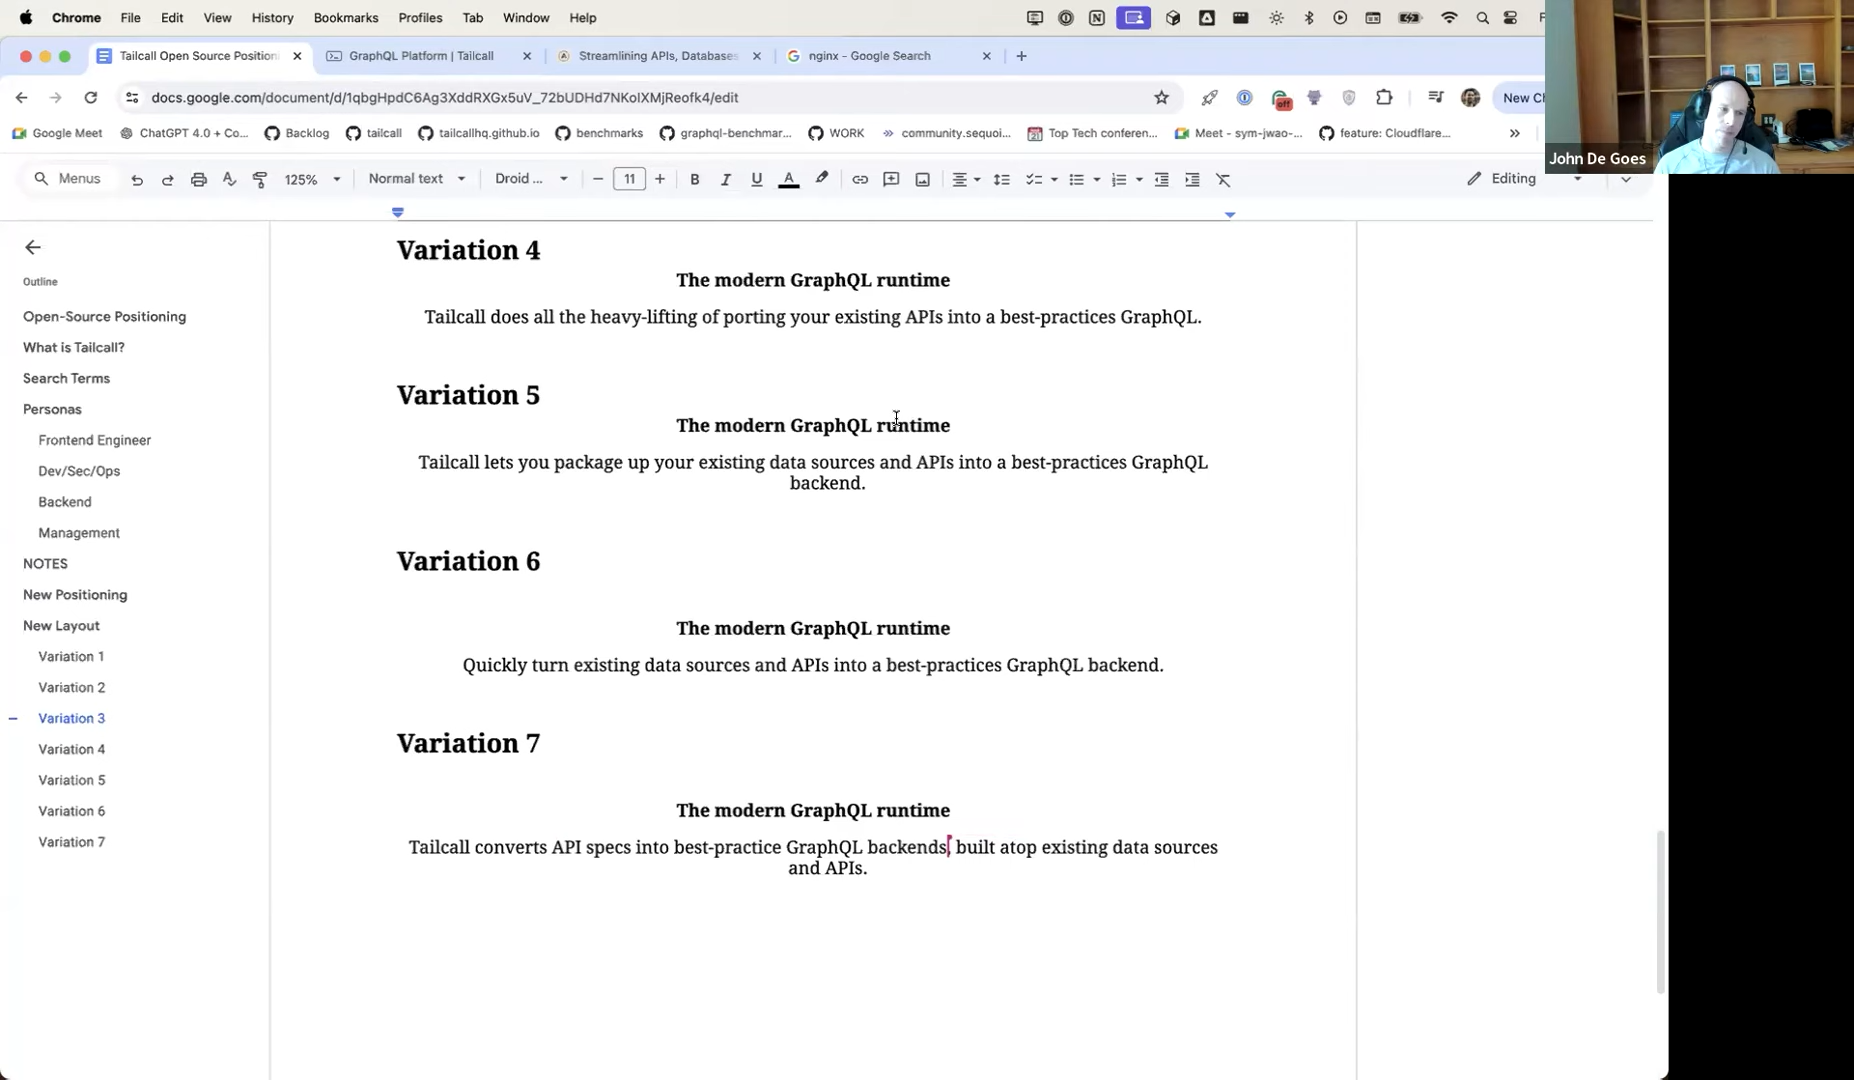 Chrome File Edit View History Bookmarks Profiles Tab Window Help
Tailcall Open Source Position
GraphQL Platform | Tailcall
Streamlining APIs, Databases
nginx - Google Search
docs.google.com/document/d/1qbgHpdC6Ag3XddRXGx5uV_72bUDHd7NKolXMjReofk4/edit
off
New Ch
Google Meet
ChatGPT 4.0 + Co...
Backlog
tailcall
tailcallhq.github.io
benchmarks
graphql-benchmar...
WORK
community.sequoi...
Top Tech conferen...
Meet - sym-jwao-...
feature: Cloudflare...
John De Goes
Menus
125%
Normal text
Droid ...
11
B I U A
Editing
Outline
Open-Source Positioning
What is Tailcall?
Search Terms
Personas
Frontend Engineer
Dev/Sec/Ops
Backend
Management
NOTES
New Positioning
New Layout
Variation 1
Variation 2
Variation 3
Variation 4
Variation 5
Variation 6
Variation 7
Variation 4
The modern GraphQL runtime
Tailcall does all the heavy-lifting of porting your existing APIs into a best-practices GraphQL.
Variation 5
The modern GraphQL runtime
Tailcall lets you package up your existing data sources and APIs into a best-practices GraphQL
backend.
Variation 6
The modern GraphQL runtime
Quickly turn existing data sources and APIs into a best-practices GraphQL backend.
Variation 7
The modern GraphQL runtime
Tailcall converts API specs into best-practice GraphQL backends, built atop existing data sources
and APIs.